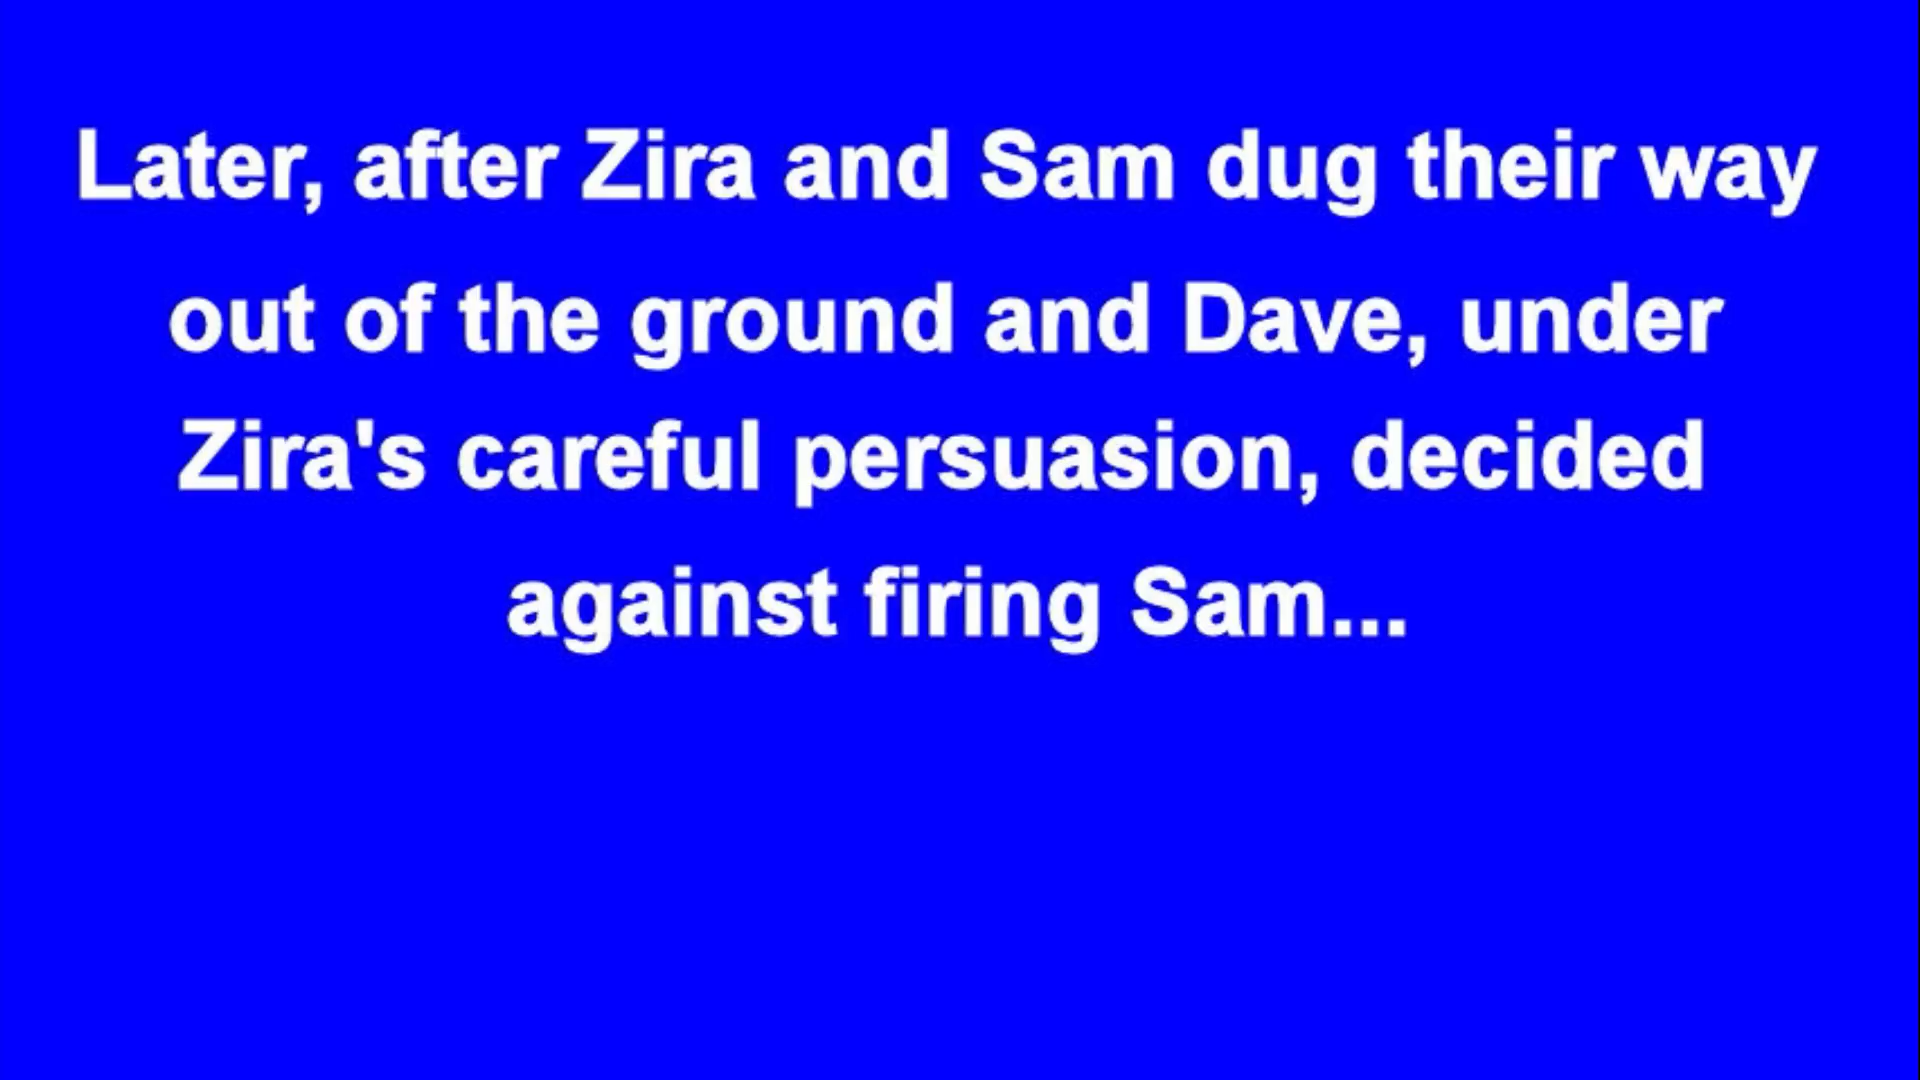 Later, after Zira and Sam dug their way
out of the ground and Dave, under
Zira's careful persuasion, decided
against firing Sam...